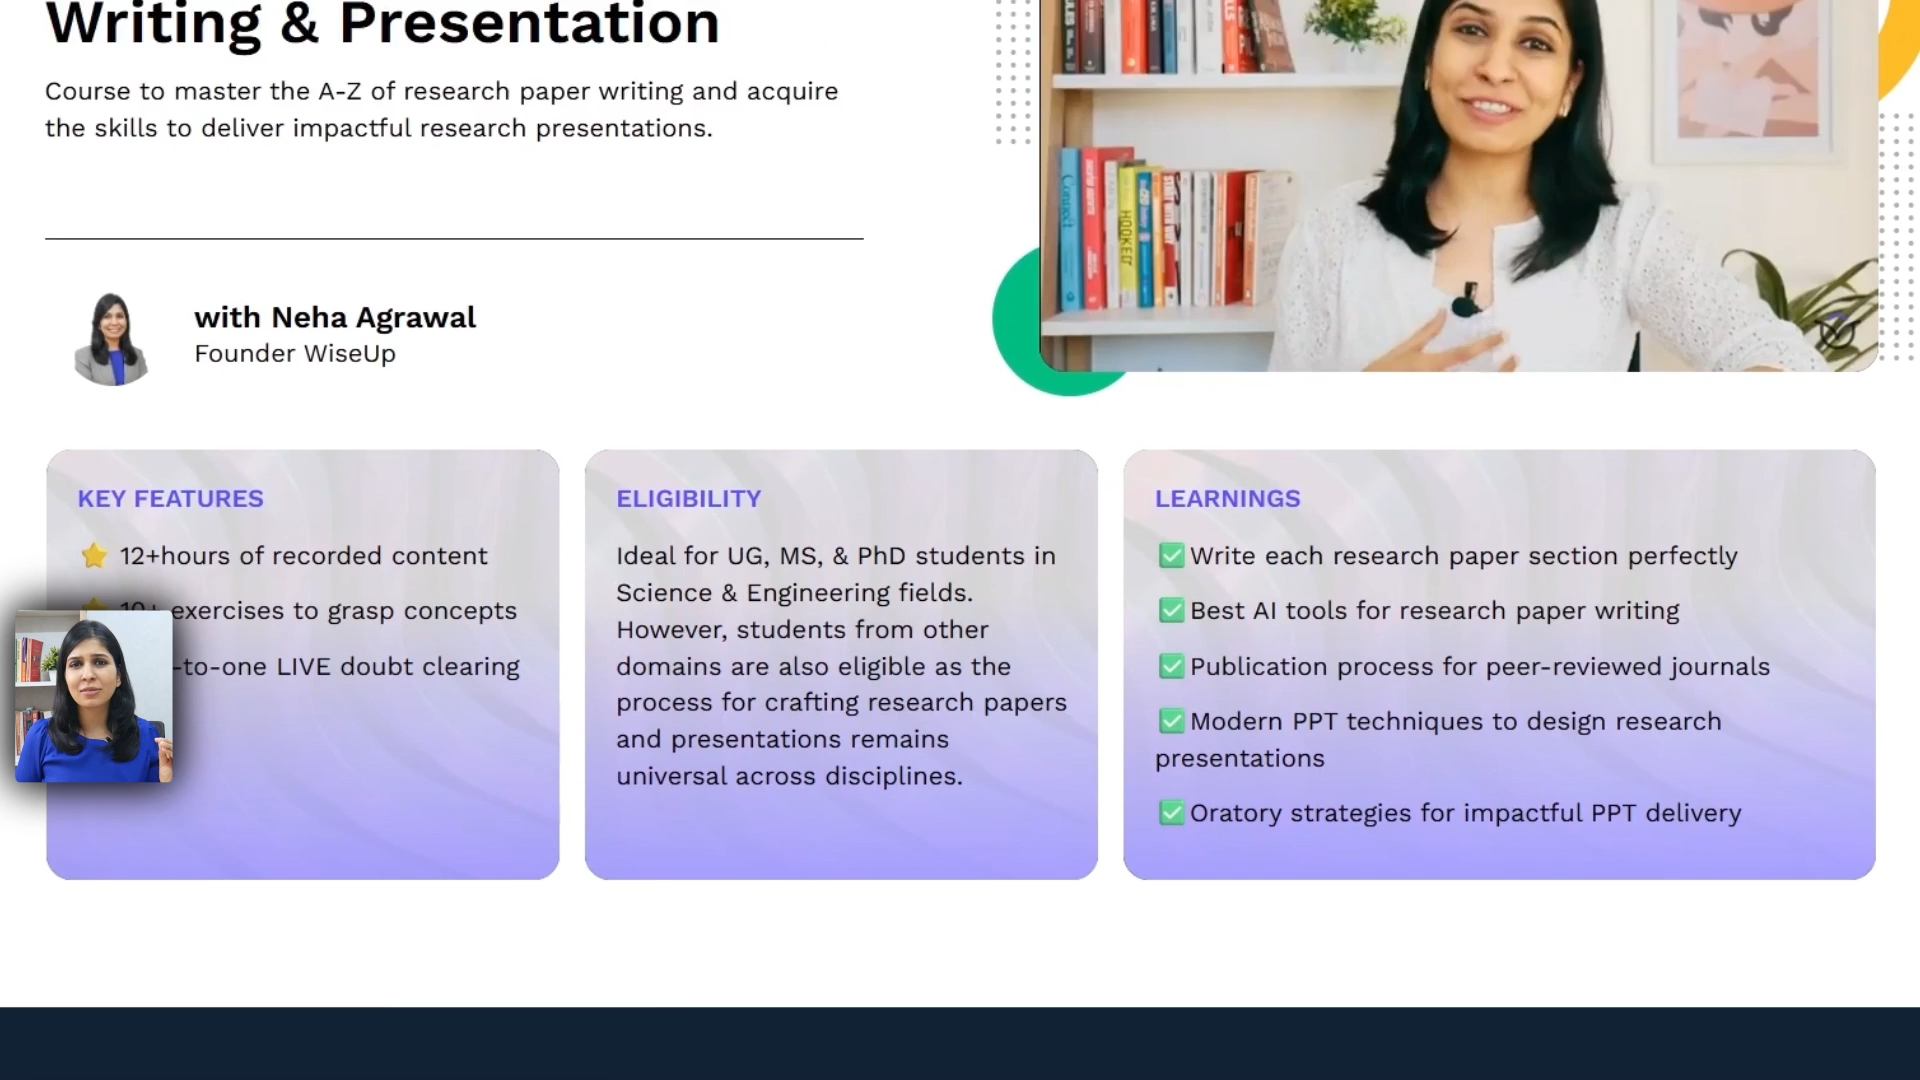 Writing & Presentation
Course to master the A-Z of research paper writing and acquire
the skills to deliver impactful research presentations.
with Neha Agrawal
Founder WiseUp
KEY FEATURES
⭐ 12+hours of recorded content
10+ exercises to grasp concepts
-to-one LIVE doubt clearing
ELIGIBILITY
Ideal for UG, MS, & PhD students in
Science & Engineering fields.
However, students from other
domains are also eligible as the
process for crafting research papers
and presentations remains
universal across disciplines.
LEARNINGS
✅Write each research paper section perfectly
✅Best AI tools for research paper writing
✅Publication process for peer-reviewed journals
✅Modern PPT techniques to design research
presentations
✅Oratory strategies for impactful PPT delivery
HOOKED